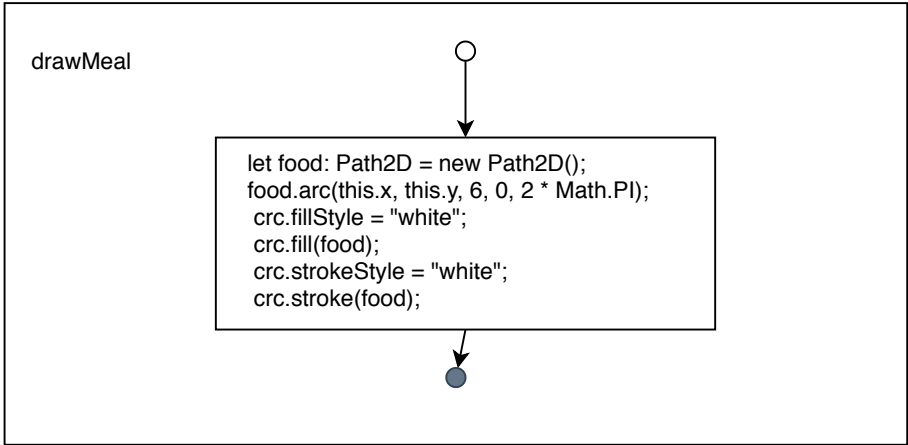 drawMeal
let food: Path2D = new Path2D();
food.arc(this.x, this.y, 6, 0, 2 * Math.PI);
crc.fillStyle = "white";
crc.fill(food);
crc.strokeStyle = "white";
crc.stroke(food);